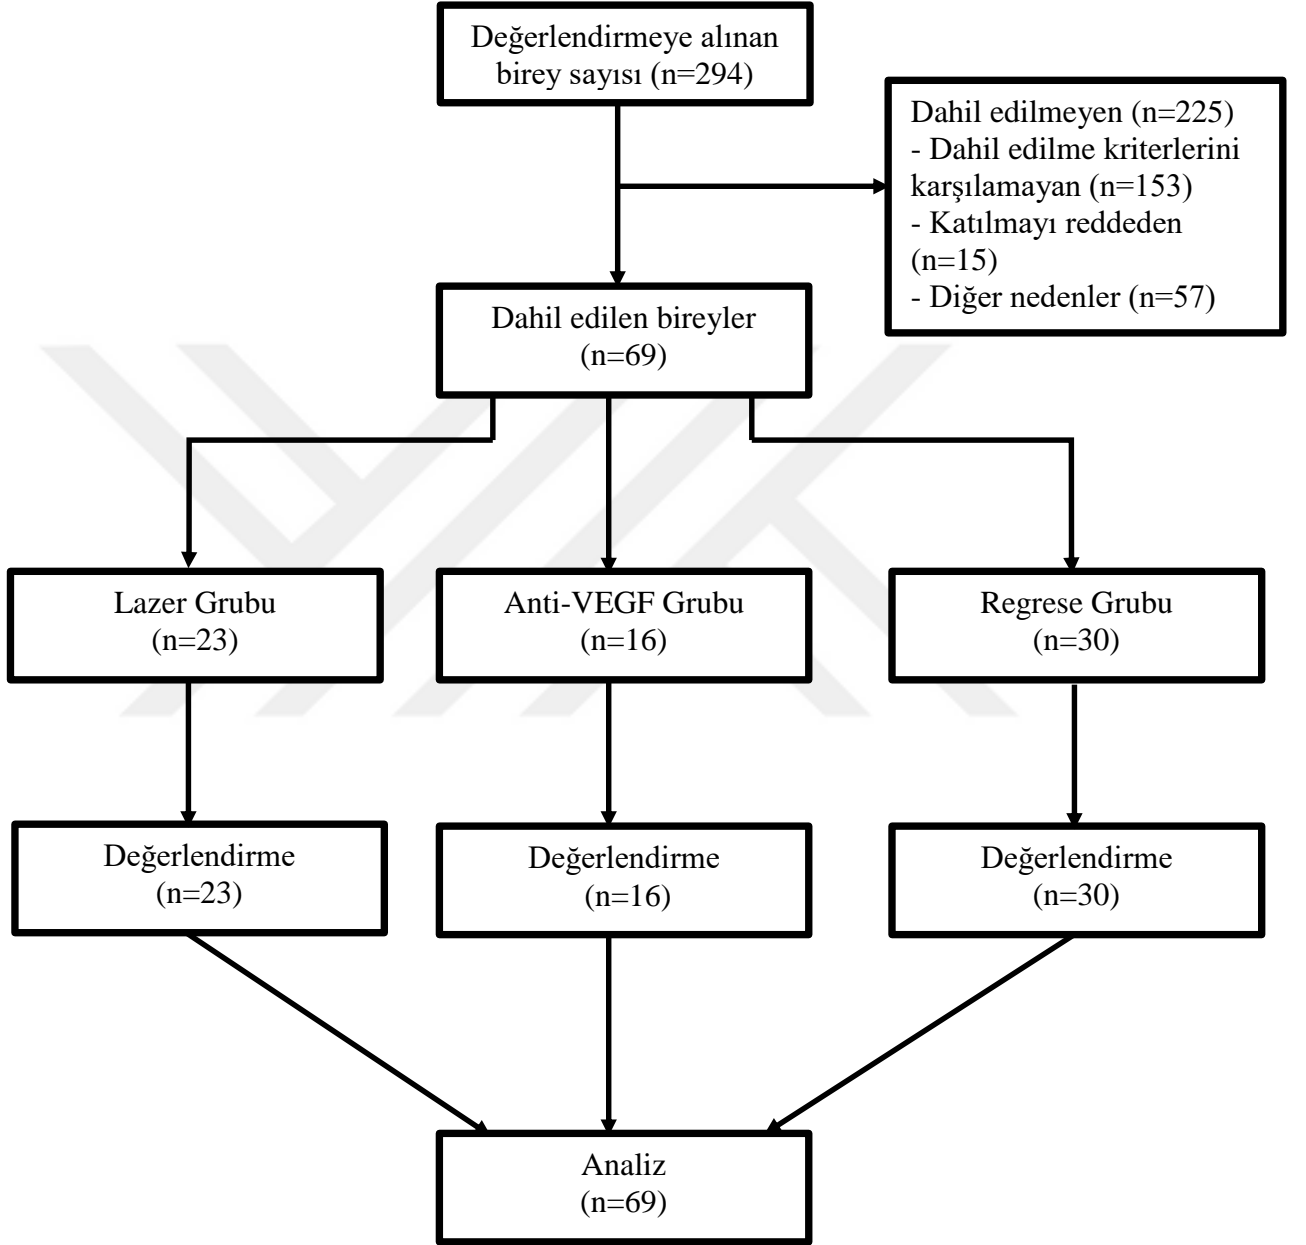 Değerlendirmeye alınan
birey sayısı (n=294)
Dahil edilmeyen (n=225)
- Dahil edilme kriterlerini
karşılamayan (n=153)
- Katılmayı reddeden
(n=15)
- Diğer nedenler (n=57)
Dahil edilen bireyler
(n=69)
Lazer Grubu
(n=23)
Anti-VEGF Grubu
(n=16)
Regrese Grubu
(n=30)
Değerlendirme
(n=23)
Değerlendirme
(n=16)
Değerlendirme
(n=30)
Analiz
(n=69)